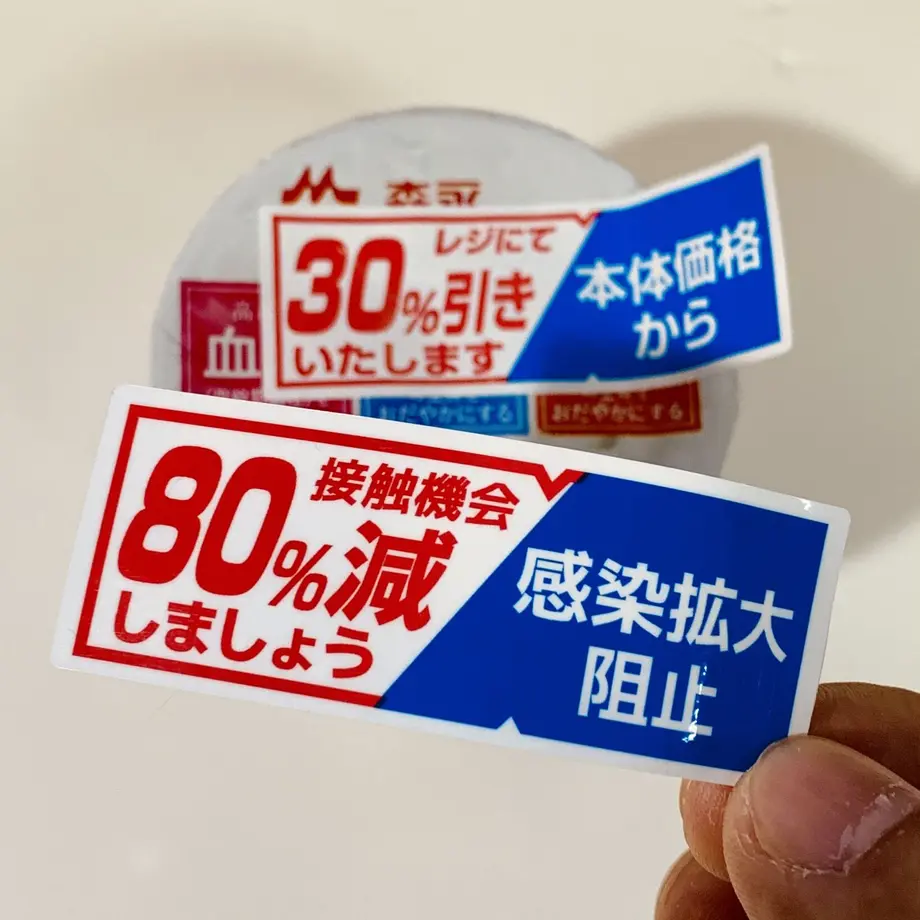 森永
レジにて
30%引き
いたします
本体価格
から
血
おだやかにする
おだやかにする
接触機会
80%減
しましょう
感染拡大
阻止